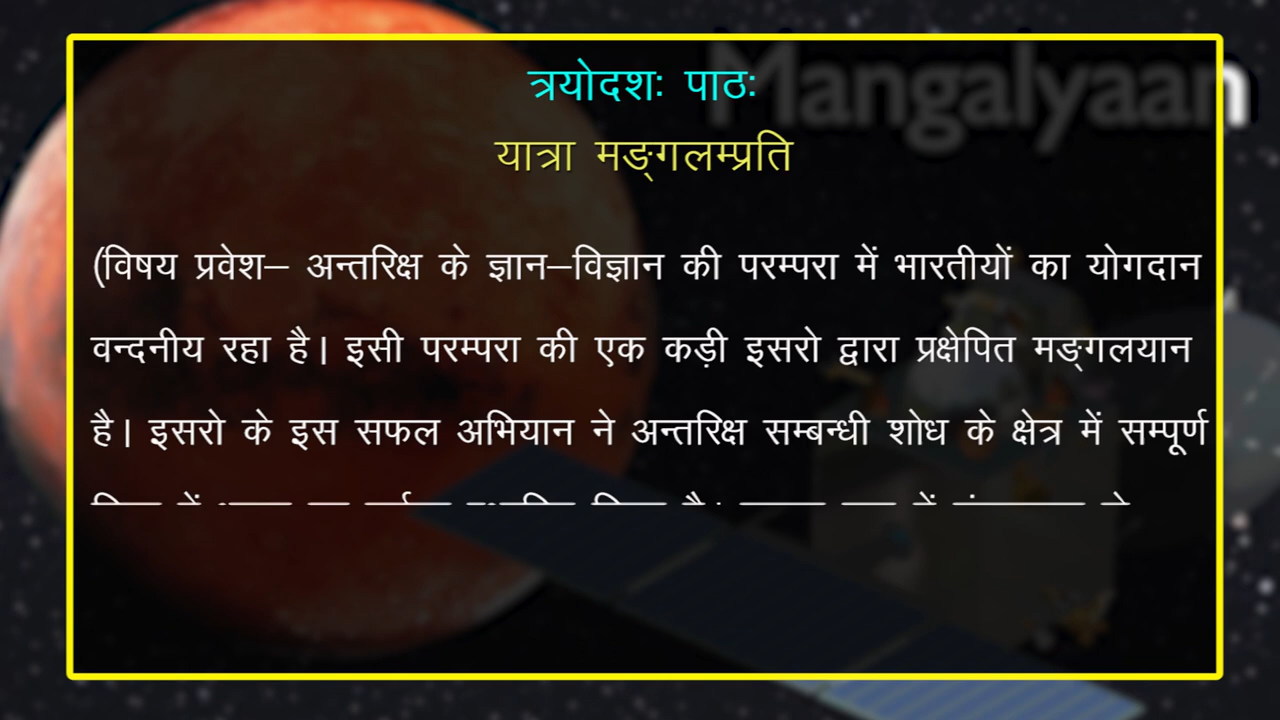 Mangalyaan
त्रयोदशः पाठः
यात्रा मङ्गलम्प्रति
(विषय प्रवेश– अन्तरिक्ष के ज्ञान–विज्ञान की परम्परा में भारतीयों का योगदान
वन्दनीय रहा है। इसी परम्परा की एक कड़ी इसरो द्वारा प्रक्षेपित मङ्गलयान
है। इसरो के इस सफल अभियान ने अन्तरिक्ष सम्बन्धी शोध के क्षेत्र में सम्पूर्ण